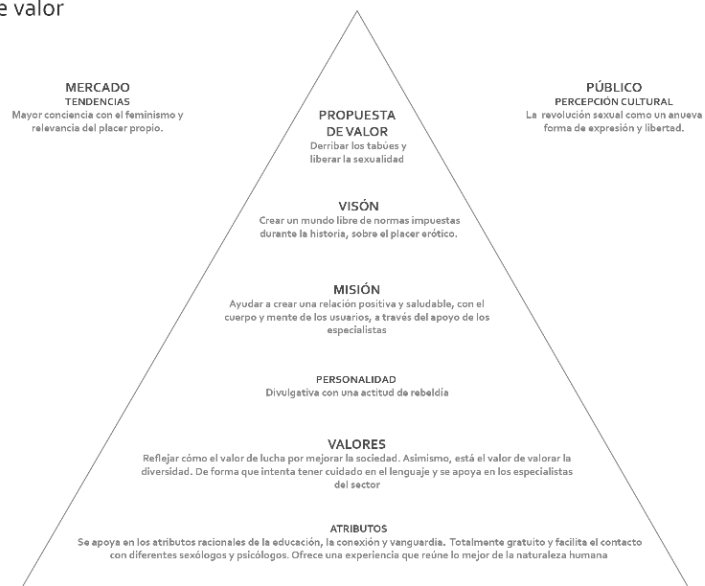 e valor
MERCADO
TENDENCIAS
Mayor conciencia con el feminismo y
relevancia del placer propio.
PÚBLICO
PERCEPCIÓN CULTURAL
La revolución sexual como un anueva
forma de expresión y libertad.
PROPUESTA
DE VALOR
Derribar los tabúes y
liberar la sexualidad
VISÓN
Crear un mundo libre de normas impuestas
durante la historia, sobre el placer erótico.
MISIÓN
Ayudar a crear una relación positiva y saludable, con el
cuerpo y mente de los usuarios, a través del apoyo de los
especialistas
PERSONALIDAD
Divulgativa con una actitud de rebeldía
VALORES
Reflejar cómo el valor de lucha por mejorar la sociedad. Asimismo, está el valor de valorar la
diversidad. De forma que intenta tener cuidado en el lenguaje y se apoya en los especialistas
del sector
ATRIBUTOS
Se apoya en los atributos racionales de la educación, la conexión y vanguardia. Totalmente gratuito y facilita el contacto
con diferentes sexólogos y psicólogos. Ofrece una experiencia que reúne lo mejor de la naturaleza humana